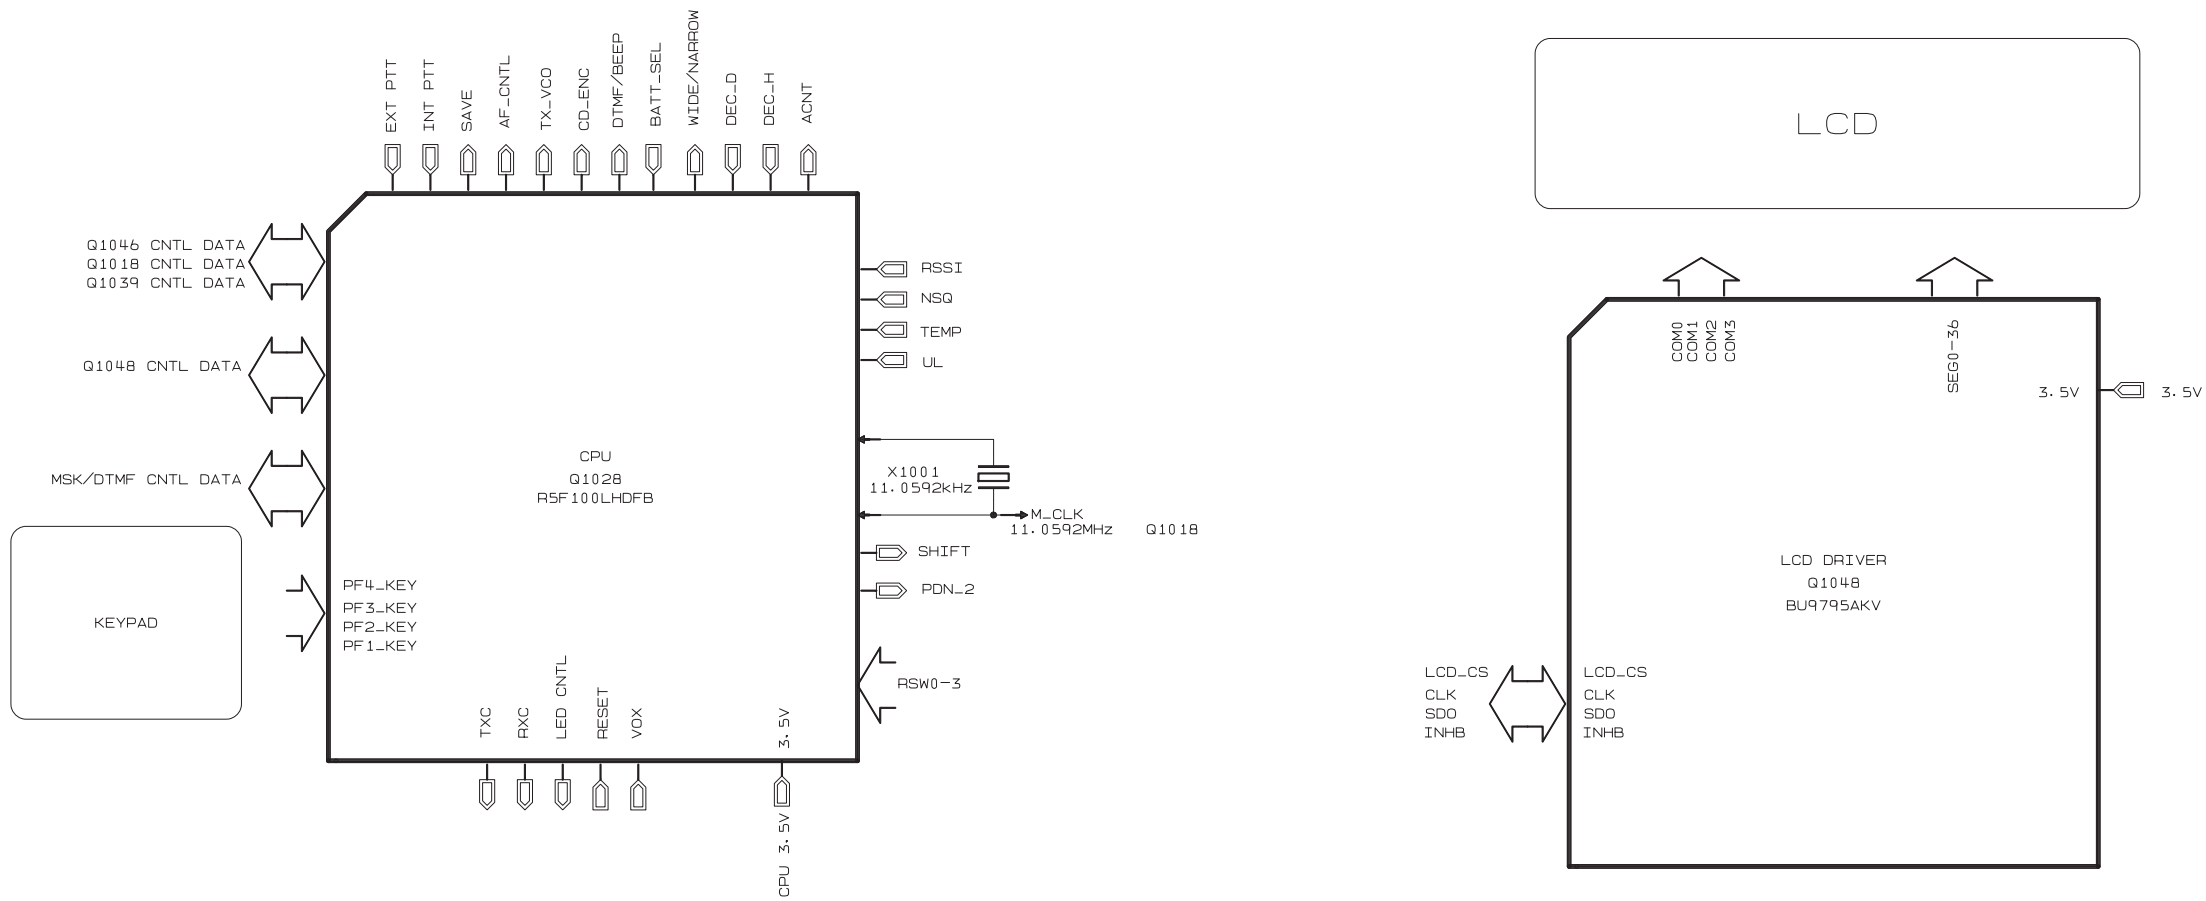 EXT PTT
INT PTT
SAVE
AF_CNTL
TX_VCO
CD_ENC
DTMF/BEEP
BATT_SEL
WIDE/NARROW
DEC_D
DEC_H
ACNT
Q1046 CNTL DATA
Q1018 CNTL DATA
Q1039 CNTL DATA
Q1048 CNTL DATA
MSK/DTMF CNTL DATA
KEYPAD
PF4_KEY
PF3_KEY
PF2_KEY
PF1_KEY
CPU
Q1028
R5F100LHDFB
RSSI
NSQ
TEMP
UL
X1001
11.0592kHz
M_CLK
11.0592MHz Q1018
SHIFT
PDN_2
RSW0-3
TXC
RXC
LED CNTL
RESET
VOX
3.5V
CPU 3.5V
LCD
COM0
COM1
COM2
COM3
SEG0-36
3.5V 3.5V
LCD DRIVER
Q1048
BU9795AKV
LCD_CS LCD_CS
CLK CLK
SDO SDO
INHB INHB